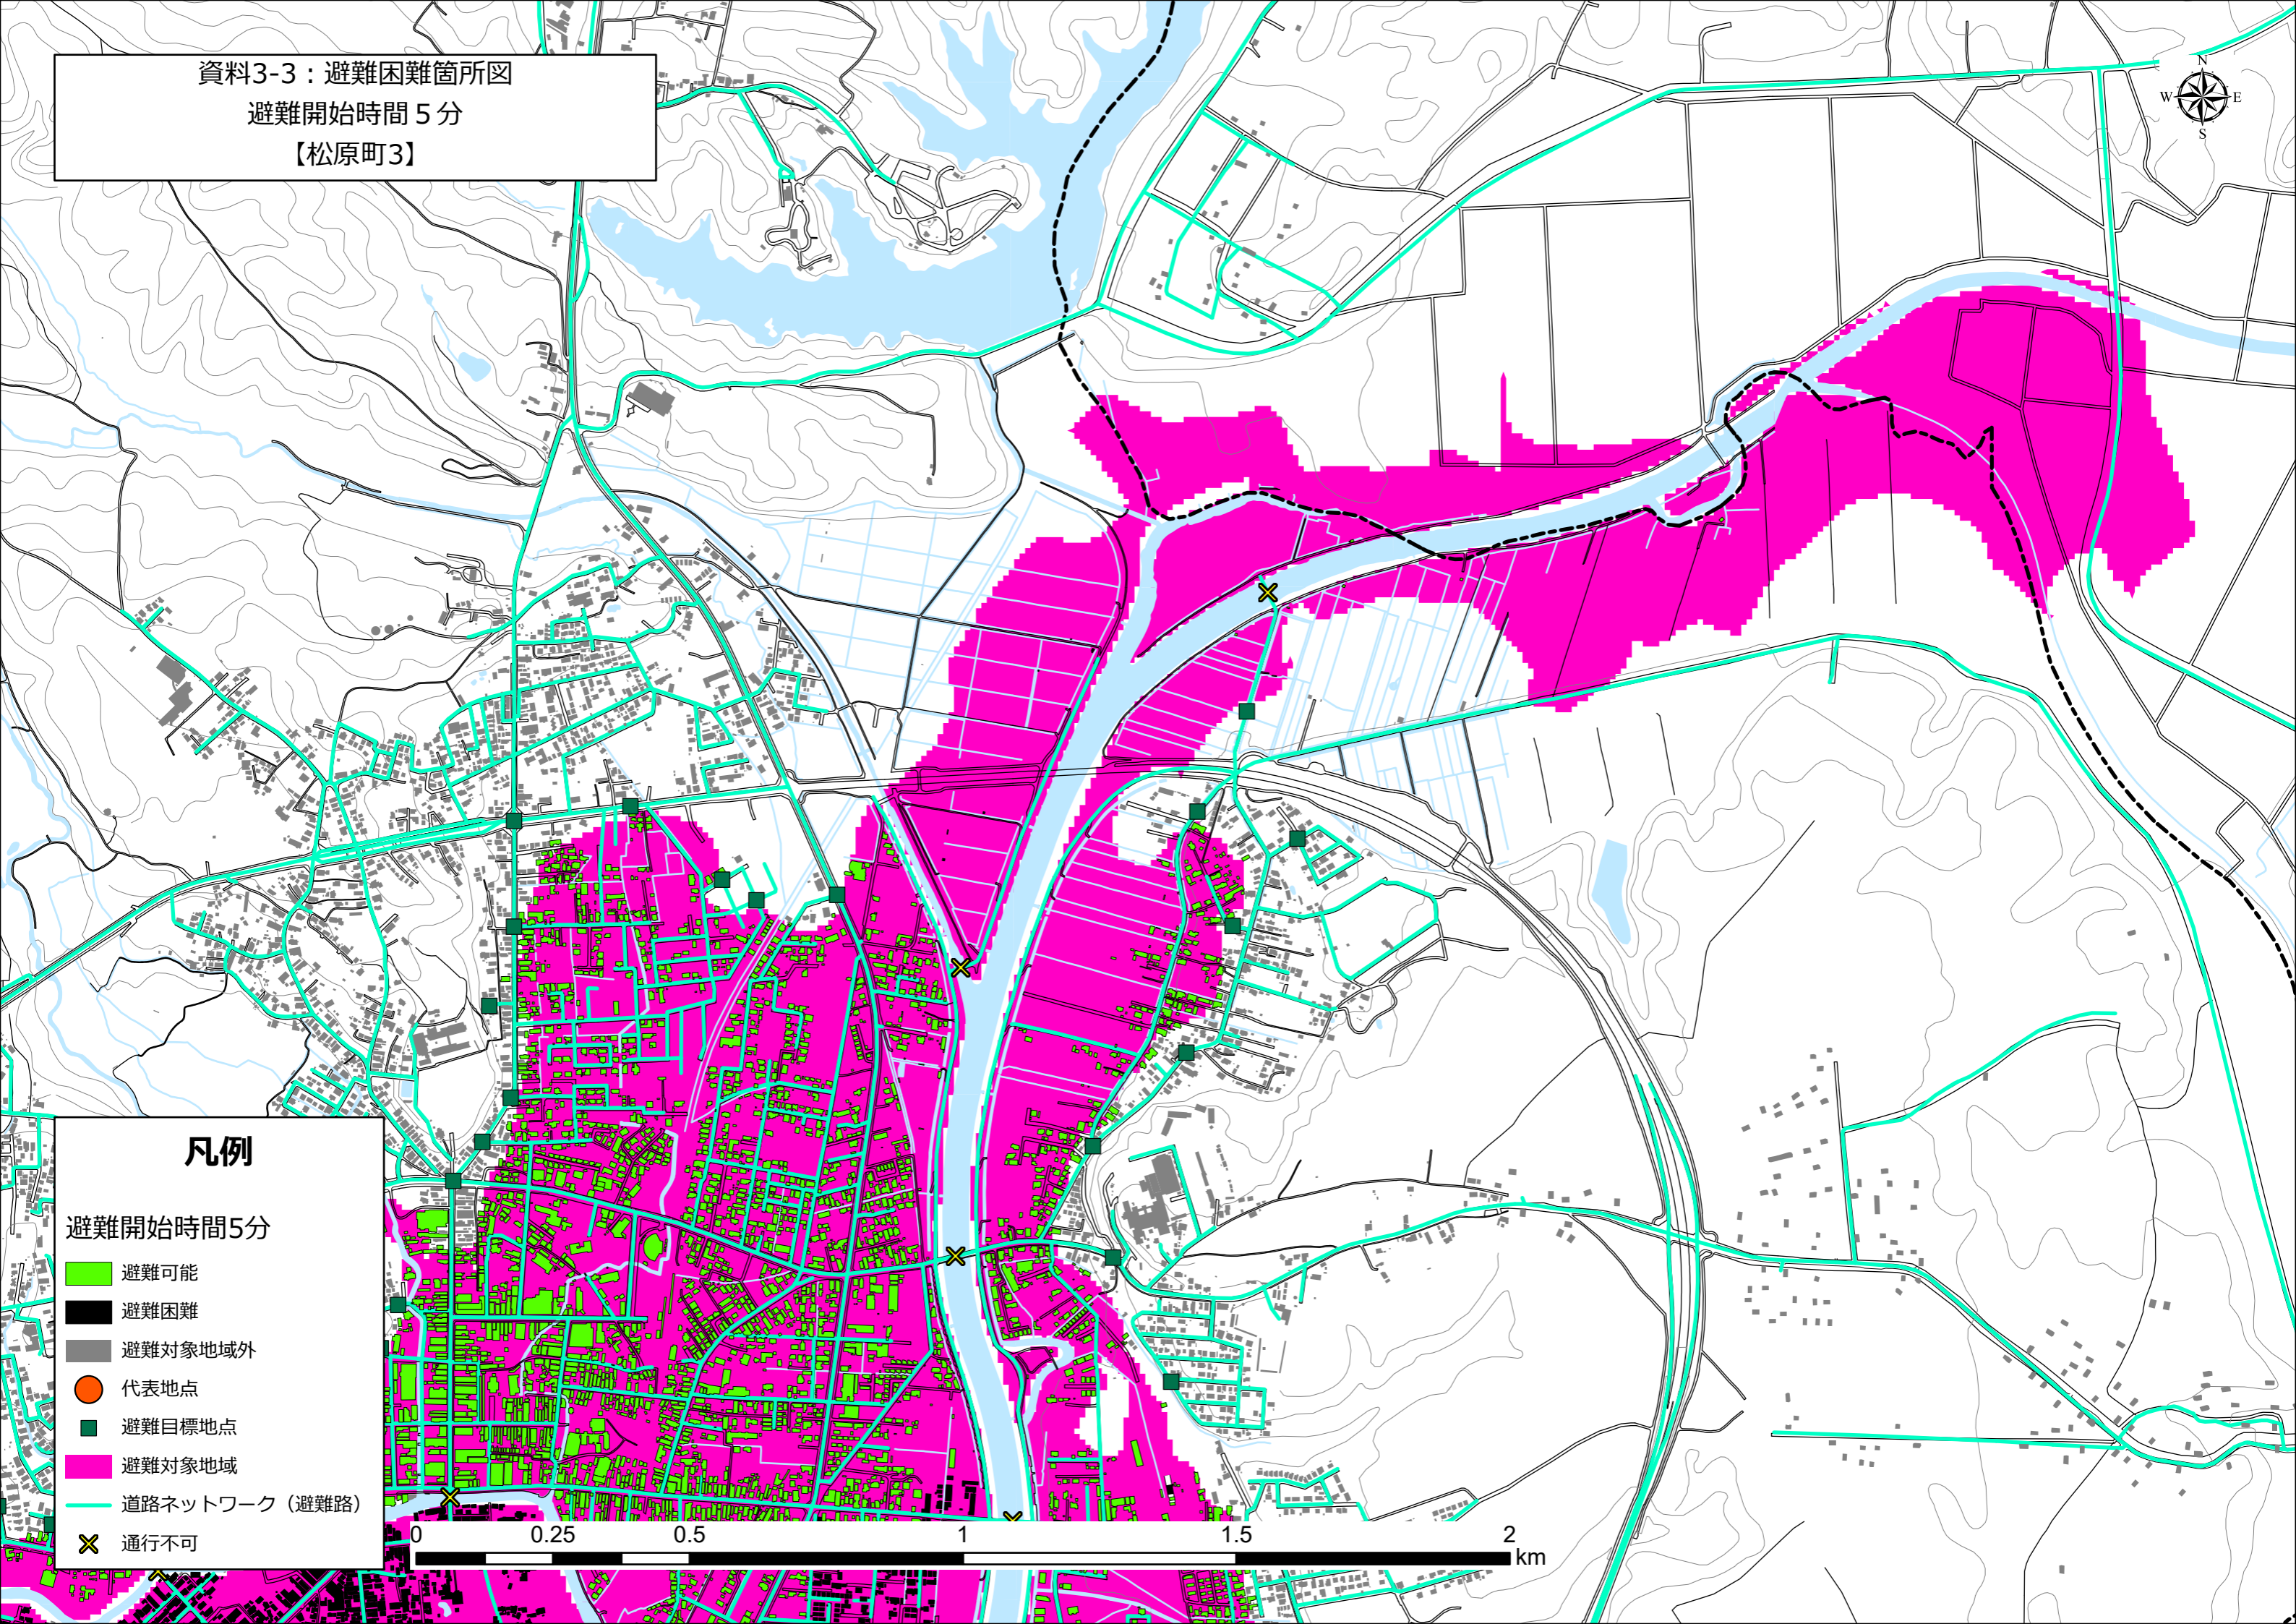 資料3-3：避難困難箇所図
避難開始時間５分
【松原町3】
N
W E
S
凡例
避難開始時間5分
避難可能
避難困難
避難対象地域外
代表地点
避難目標地点
避難対象地域
道路ネットワーク（避難路）
通行不可
0 0.25 0.5 1 1.5 2
km